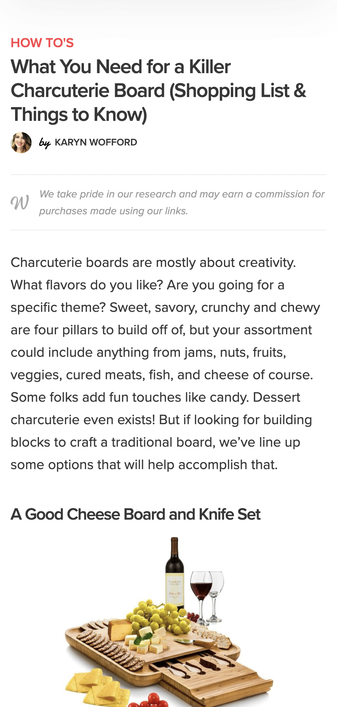 HOW TO'S
What You Need for a Killer
Charcuterie Board (Shopping List &
Things to Know)
by KARYN WOFFORD
W
We take pride in our research and may earn a commission for
purchases made using our links.
Charcuterie boards are mostly about creativity.
What flavors do you like? Are you going for a
specific theme? Sweet, savory, crunchy and chewy
are four pillars to build off of, but your assortment
could include anything from jams, nuts, fruits,
veggies, cured meats, fish, and cheese of course.
Some folks add fun touches like candy. Dessert
charcuterie even exists! But if looking for building
blocks to craft a traditional board, we’ve line up
some options that will help accomplish that.
A Good Cheese Board and Knife Set